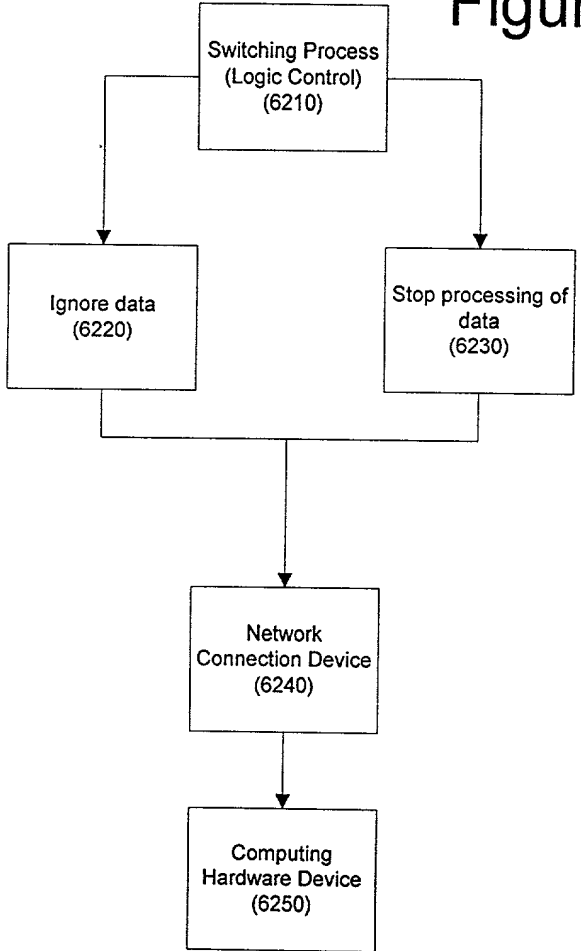 Figur
Switching Process
(Logic Control)
(6210)
Ignore data
(6220)
Stop processing of
data
(6230)
Network
Connection Device
(6240)
Computing
Hardware Device
(6250)